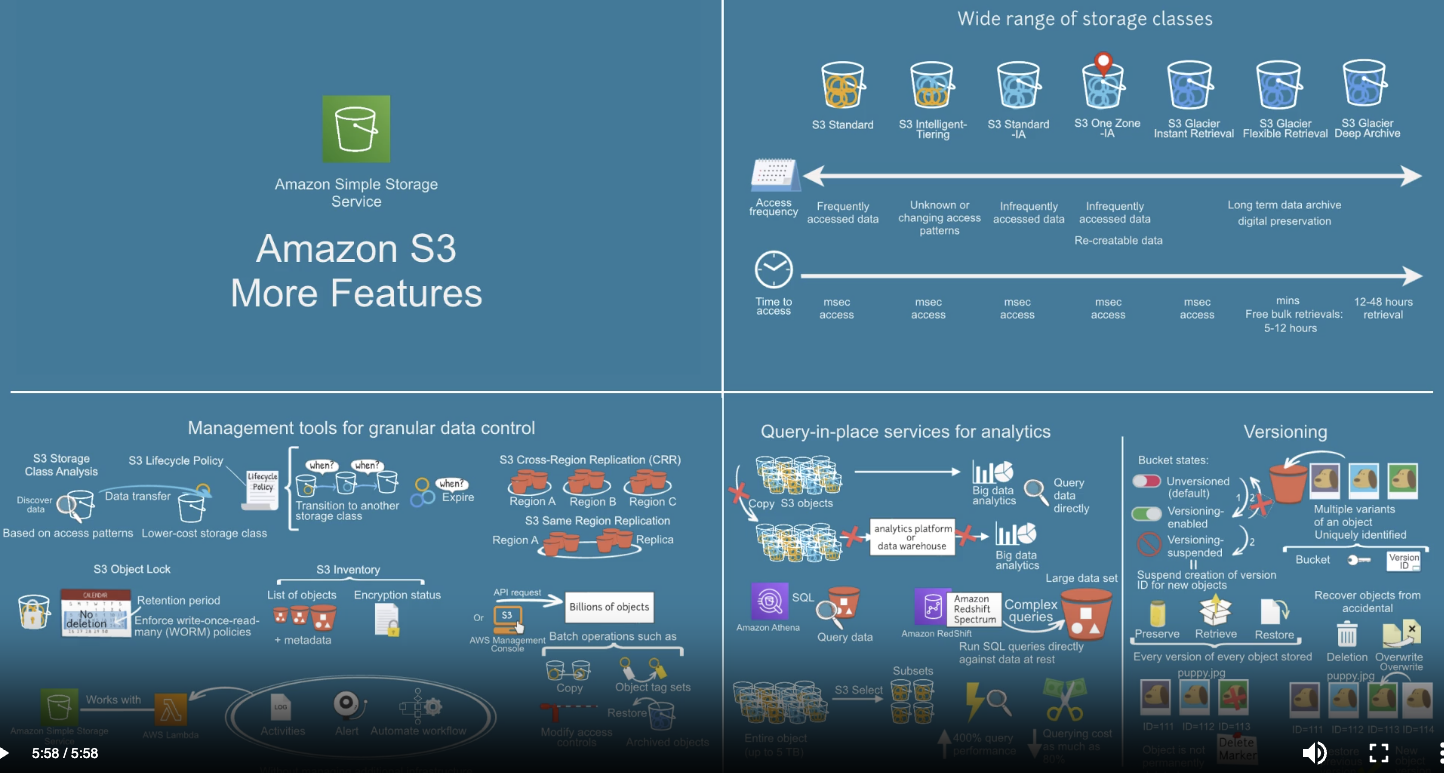 Amazon Simple Storage
Service
Amazon S3
More Features
Wide range of storage classes
S3 Standard
S3 Intelligent-
Tiering
S3 Standard
-IA
S3 One Zone
-IA
S3 Glacier
Instant Retrieval
S3 Glacier
Flexible Retrieval
S3 Glacier
Deep Archive
Access
frequency
Frequently
accessed data
Unknown or
changing access
patterns
Infrequently
accessed data
Infrequently
accessed data
Re-creatable data
Long term data archive
digital preservation
Time to
access
msec
access
msec
access
msec
access
msec
access
msec
access
mins
Free bulk retrievals:
5-12 hours
12-48 hours
retrieval
Management tools for granular data control
S3 Storage
Class Analysis
Discover
data
Based on access patterns
S3 Lifecycle Policy
Data transfer
Lower-cost storage class
Lifecycle
Policy
when?
when?
Transition to another
storage class
when?
Expire
S3 Cross-Region Replication (CRR)
Region A
Region B
Region C
S3 Same Region Replication
Region A
Replica
S3 Object Lock
CALENDAR
No
deletion
Retention period
Enforce write-once-read-
many (WORM) policies
S3 Inventory
List of objects
+ metadata
Encryption status
API request
Or
S3
AWS Management
Console
Billions of objects
Batch operations such as
Copy
Object tag sets
Modify access
controls
Restore
Archived objects
Amazon Simple Storage
Service
Works with
AWS Lambda
LOG
Activities
Alert
Automate workflow
Query-in-place services for analytics
Copy S3 objects
Big data
analytics
Query
data
directly
analytics platform
or
data warehouse
Big data
analytics
Amazon Athena
SQL
Query data
Amazon RedShift
Amazon
Redshift
Spectrum
Complex
queries
Large data set
Run SQL queries directly
against data at rest
Entire object
(up to 5 TB)
S3 Select
Subsets
400% query
performance
Querying cost
as much as
80%
Versioning
Bucket states:
Unversioned
(default)
Versioning-
enabled
Versioning-
suspended
1
2
2
Suspend creation of version
ID for new objects
Multiple variants
of an object
Uniquely identified
Bucket
Version
ID
Preserve
Retrieve
Restore
Every version of every object stored
Recover objects from
accidental
Deletion
Overwrite
puppy.jpg
ID=111
ID=112
ID=113
Object is not
permanently
Delete
Marker
puppy.jpg
Overwrite
ID=111
ID=112
ID=113
ID=114
New
object
5:58 / 5:58